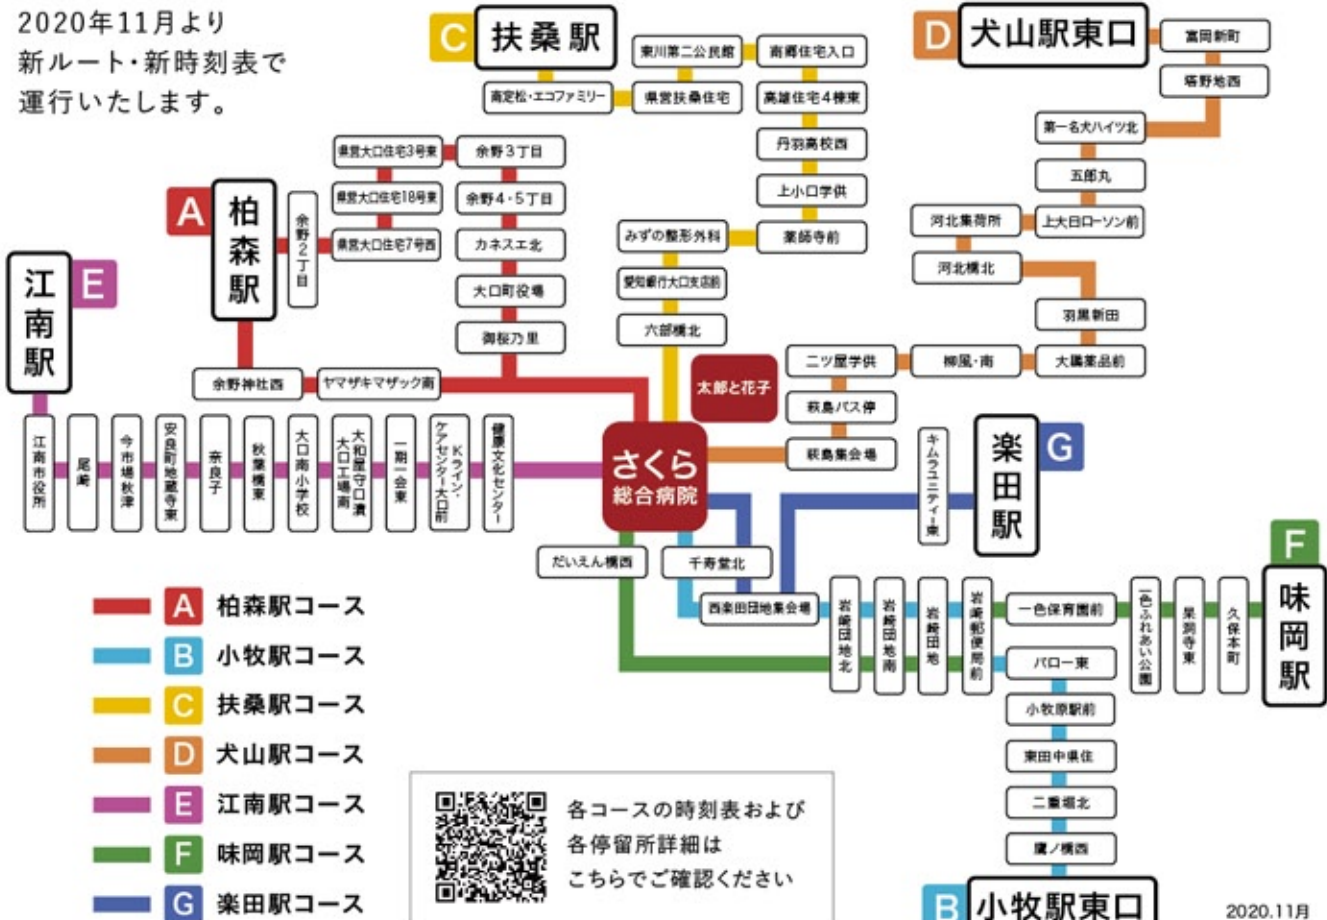 2020年11月より
新ルート・新時刻表で
運行いたします。
C 扶桑駅
南定松・エコファミリー
県営扶桑住宅
東川第二公民館
南郷住宅入口
高雄住宅4棟東
丹羽高校西
上小口学供
薬師寺前
みずの整形外科
愛知銀行大口支店前
六部橋北
D 犬山駅東口
富岡新町
塔野地西
第一名犬ハイツ北
五郎丸
上大日ローソン前
河北集荷所
河北橋北
羽黒新田
大鵬薬品前
柳風・南
二ツ屋学供
萩島バス停
萩島集会場
A 柏森駅
余野2丁目
県営大口住宅7号西
県営大口住宅18号東
県営大口住宅3号東
余野3丁目
余野4・5丁目
カネスエ北
大口町役場
御桜乃里
余野神社西
ヤマザキマザック南
江南駅 E
江南市役所
尾崎
今市場秋津
安良町地蔵寺東
奈良子
秋葉橋東
大口南小学校
大和屋守口漬
大口工場南
一期一会東
Kライン・
ケアセンター大口前
健康文化センター
太郎と花子
さくら
総合病院
楽田駅 G
キムラユニティー東
だいえん橋西
千寿堂北
西楽田団地集会場
岩崎団地北
岩崎団地南
岩崎団地
岩崎郵便局前
一色保育園前
一色ふれあい公園
杲洞寺東
久保本町
F 味岡駅
バロー東
小牧原駅前
東田中県住
二重堀北
鷹ノ橋西
B 小牧駅東口
A 柏森駅コース
B 小牧駅コース
C 扶桑駅コース
D 犬山駅コース
E 江南駅コース
F 味岡駅コース
G 楽田駅コース
各コースの時刻表および
各停留所詳細は
こちらでご確認ください
2020.11月